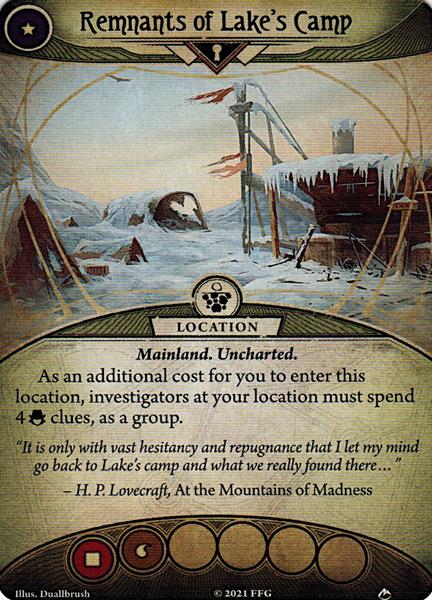 Remnants of Lake's Camp
LOCATION
Mainland. Uncharted.
As an additional cost for you to enter this
location, investigators at your location must spend
4 clues, as a group.
"It is only with vast hesitancy and repugnance that I let my mind
go back to Lake's camp and what we really found there…"
– H. P. Lovecraft, At the Mountains of Madness
Illus. Duallbrush
© 2021 FFG